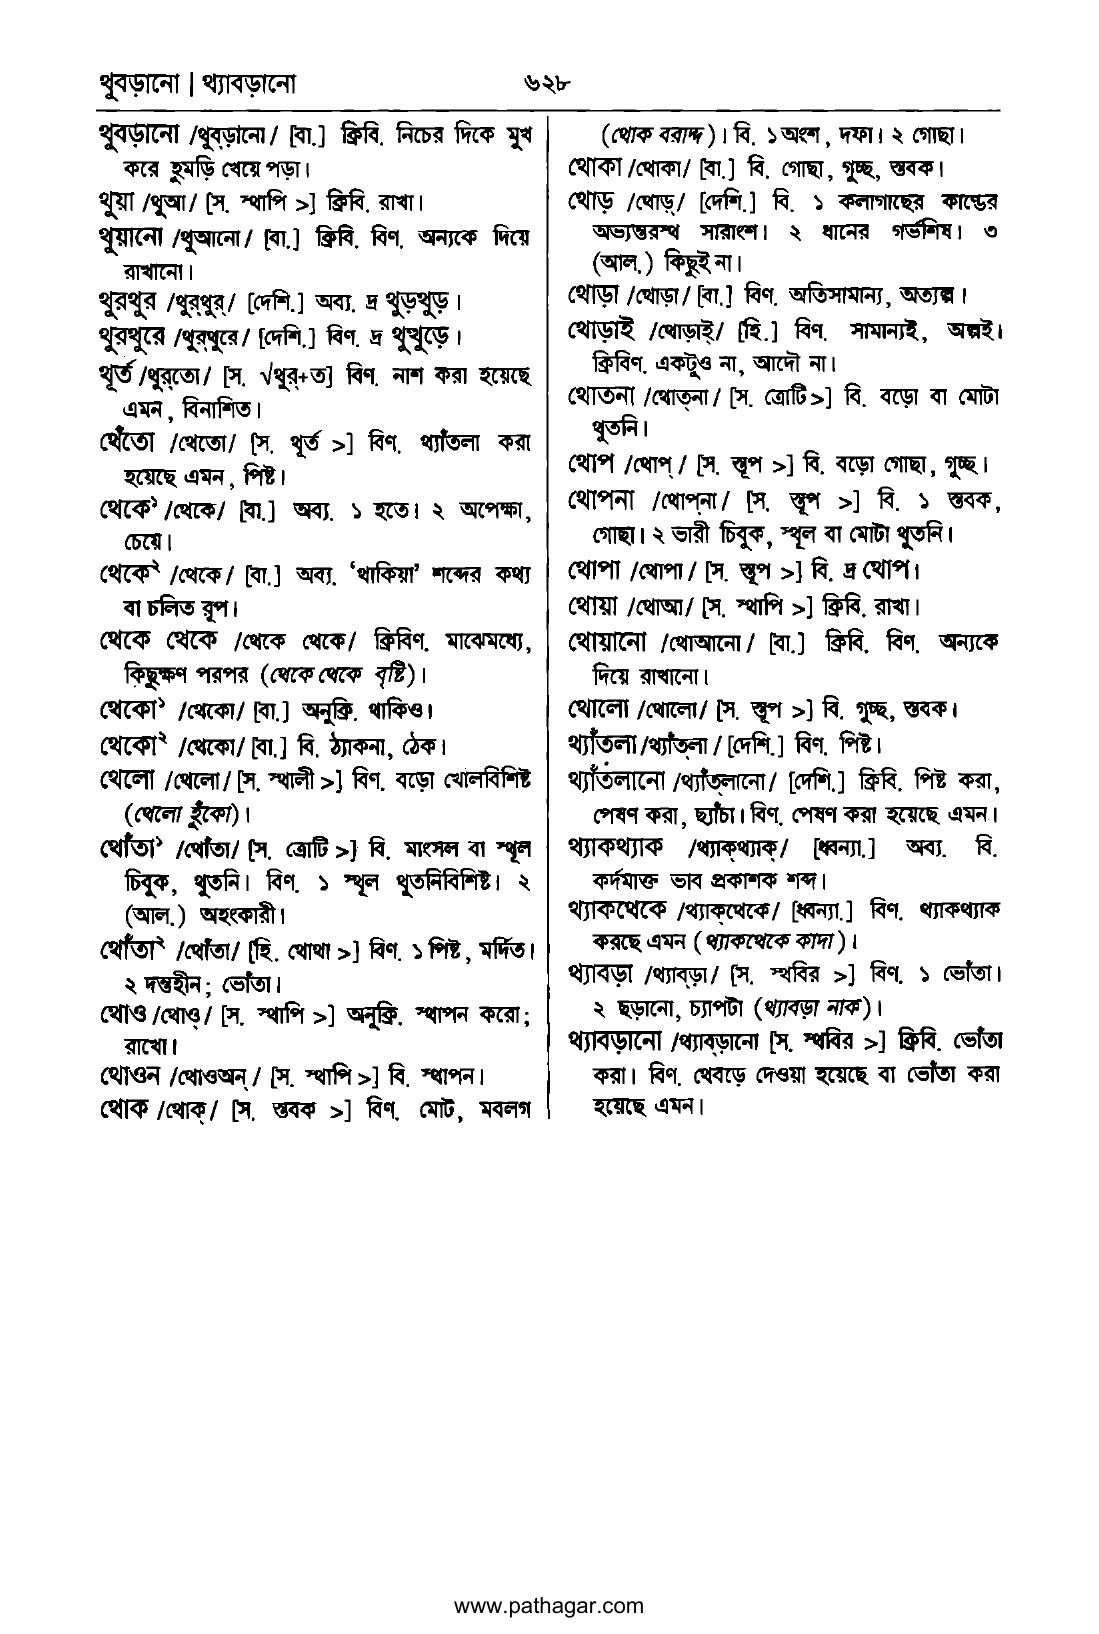 থুবড়ানো | থ্যাবড়ানো
৬২৮
থুবড়ানো /থুব্‌ড়ানো/ [বা.] ক্রিবি. নিচের দিকে মুখ
করে হুমড়ি খেয়ে পড়া।
থুয়া /থুআ/ [স. স্থাপি >] ক্রিবি. রাখা।
থুয়ানো /থুআনো/ [বা.] ক্রিবি. বিণ. অন্যকে দিয়ে
রাখানো।
থুরথুর /থুর্‌থুর্‌/ [দেশি.] অব্য. দ্র থুড়থুড়।
থুরথুরে /থুর্‌থুরে/ [দেশি.] বিণ. দ্র থুত্থুড়ে।
থূর্ত /থুর্‌তো/ [স. √থুর্‌+ত] বিণ. নাশ করা হয়েছে
এমন, বিনাশিত।
থেঁতো /থেতো/ [স. থূর্ত >] বিণ. থ্যাঁতলা করা
হয়েছে এমন, পিষ্ট।
থেকে১ /থেকে/ [বা.] অব্য. ১ হতে। ২ অপেক্ষা,
চেয়ে।
থেকে২ /থেকে/ [বা.] অব্য. ‘থাকিয়া’ শব্দের কথ্য
বা চলিত রূপ।
থেকে থেকে /থেকে থেকে/ ক্রিবিণ. মাঝেমধ্যে,
কিছুক্ষণ পরপর (থেকে থেকে বৃষ্টি)।
থেকো১ /থেকো/ [বা.] অনুক্রি. থাকিও।
থেকো২ /থেকো/ [বা.] বি. ঠ্যাকনা, ঠেক।
থেলো /থেলো/ [স. স্থালী >] বিণ. বড়ো খোলবিশিষ্ট
(থেলো হুঁকো)।
থোঁতা১ /থোঁতা/ [স. ত্রোটি >] বি. মাংসল বা স্থূল
চিবুক, থুতনি। বিণ. ১ স্থূল থুতনিবিশিষ্ট। ২
(আল.) অহংকারী।
থোঁতা২ /থোঁতা/ [হি. থোথা >] বিণ. ১ পিষ্ট, মর্দিত।
২ দন্তহীন; ভোঁতা।
থোও /থোও্‌/ [স. স্থাপি >] অনুক্রি. স্থাপন করো;
রাখো।
থোওন /থোওঅন্‌/ [স. স্থাপি >] বি. স্থাপন।
থোক /থোক্‌/ [স. স্তবক >] বিণ. মোট, মবলগ
(থোক বরাদ্দ)। বি. ১ অংশ, দফা। ২ গোছা।
থোকা /থোকা/ [বা.] বি. গোছা, গুচ্ছ, স্তবক।
থোড় /থোড়্‌/ [দেশি.] বি. ১ কলাগাছের কান্ডের
অভ্যন্তরস্থ সারাংশ। ২ ধানের গর্ভশিষ। ৩
(আল.) কিছুই না।
থোড়া /থোড়া/ [বা.] বিণ. অতিসামান্য, অত্যল্প।
থোড়াই /থোড়াই্‌/ [হি.] বিণ. সামান্যই, অল্পই।
ক্রিবিণ. একটুও না, আদৌ না।
থোতনা /থোত্‌না/ [স. ত্রোটি>] বি. বড়ো বা মোটা
থুতনি।
থোপ /থোপ্‌/ [স. স্তূপ >] বি. বড়ো গোছা, গুচ্ছ।
থোপনা /থোপ্‌না/ [স. স্তূপ >] বি. ১ স্তবক,
গোছা। ২ ভারী চিবুক, স্থূল বা মোটা থুতনি।
থোপা /থোপা/ [স. স্তূপ >] বি. দ্র থোপ।
থোয়া /থোআ/ [স. স্থাপি >] ক্রিবি. রাখা।
থোয়ানো /থোআনো/ [বা.] ক্রিবি. বিণ. অন্যকে
দিয়ে রাখানো।
থোলো /থোলো/ [স. স্তূপ >] বি. গুচ্ছ, স্তবক।
থ্যাঁতলা /থ্যাঁত্‌লা/ [দেশি.] বিণ. পিষ্ট।
থ্যাঁতলানো /থ্যাঁত্‌লানো/ [দেশি.] ক্রিবি. পিষ্ট করা,
পেষণ করা, ছ্যাঁচা। বিণ. পেষণ করা হয়েছে এমন।
থ্যাকথ্যাক /থ্যাক্‌থ্যাক্‌/ [ধ্বন্যা.] অব্য. বি.
কর্দমাক্ত ভাব প্রকাশক শব্দ।
থ্যাকথেকে /থ্যাক্‌থেকে/ [ধ্বন্যা.] বিণ. থ্যাকথ্যাক
করছে এমন (থ্যাকথেকে কাদা)।
থ্যাবড়া /থ্যাব্‌ড়া/ [স. স্থবির >] বিণ. ১ ভোঁতা।
২ ছড়ানো, চ্যাপটা (থ্যাবড়া নাক)।
থ্যাবড়ানো /থ্যাব্‌ড়ানো [স. স্থবির >] ক্রিবি. ভোঁতা
করা। বিণ. থেবড়ে দেওয়া হয়েছে বা ভোঁতা করা
হয়েছে এমন।
www.pathagar.com